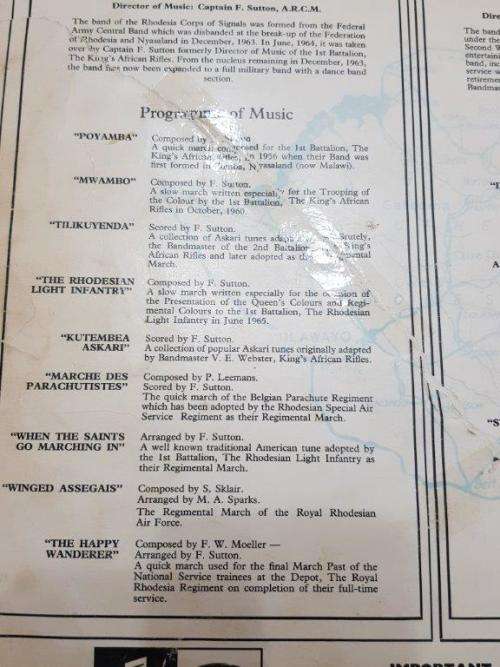 Director of Music: Captain F. Sutton, A.R.C.M.
The band of the Rhodesia Corps of Signals was formed from the Federal
Army Central Band which was disbanded at the break-up of the Federation
of Rhodesia and Nyasaland in December, 1963. In June, 1964, it was taken
over by Captain F. Sutton formerly Director of Music of the 1st Battalion,
The King's African Rifles. From the nucleus remaining in December, 1963,
the band has now been expanded to a full military band with a dance band
section.
Programme of Music
"POYAMBA" Composed by
A quick march composed for the 1st Battalion, The
King's African Rifles, in 1956 when their Band was
first formed in Zomba, Nyasaland (now Malawi).
"MWAMBO" Composed by F. Sutton.
A slow march written especially for the Trooping of
the Colour by the 1st Battalion, The King's African
Rifles in October, 1960.
"TILIKUYENDA" Scored by F. Sutton.
A collection of Askari tunes
the Bandmaster of the 2nd Battalion King's
African Rifles and later adopted as
March.
"THE RHODESIAN LIGHT INFANTRY" Composed by F. Sutton.
A slow march written especially for the occasion of
the Presentation of the Queen's Colours and Regi-
mental Colours to the 1st Battalion, The Rhodesian
Light Infantry in June 1965.
"KUTEMBEA ASKARI" Scored by F. Sutton.
A collection of popular Askari tunes originally adapted
by Bandmaster V. E. Webster, King's African Rifles.
"MARCHE DES PARACHUTISTES" Composed by P. Leemans.
Scored by F. Sutton.
The quick march of the Belgian Parachute Regiment
which has been adopted by the Rhodesian Special Air
Service Regiment as their Regimental March.
"WHEN THE SAINTS GO MARCHING IN" Arranged by F. Sutton.
A well known traditional American tune adopted by
the 1st Battalion, The Rhodesian Light Infantry as
their Regimental March.
"WINGED ASSEGAIS" Composed by S. Sklair.
Arranged by M. A. Sparks.
The Regimental March of the Royal Rhodesian
Air Force.
"THE HAPPY WANDERER" Composed by F. W. Moeller —
Arranged by F. Sutton.
A quick march used for the final March Past of the
National Service trainees at the Depot, The Royal
Rhodesia Regiment on completion of their full-time
service.